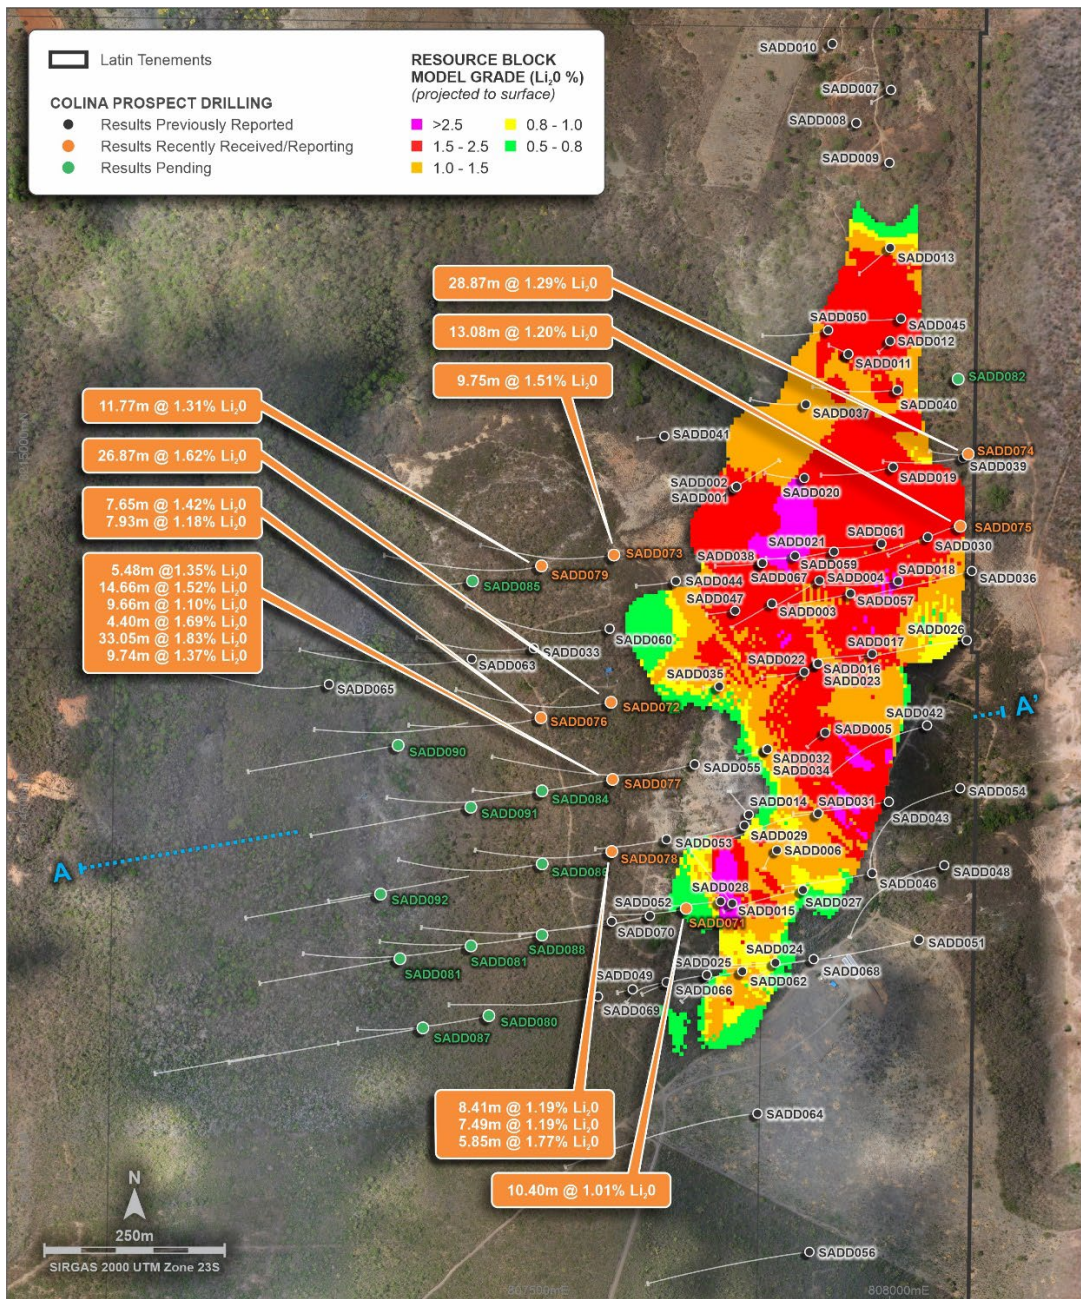 Latin Tenements
COLINA PROSPECT DRILLING
Results Previously Reported
Results Recently Received/Reporting
Results Pending
RESOURCE BLOCK
MODEL GRADE (Li₂0 %)
(projected to surface)
>2.5
1.5 - 2.5
1.0 - 1.5
0.8 - 1.0
0.5 - 0.8
SADD010
SADD007
SADD008
SADD009
SADD013
28.87m @ 1.29% Li₂0
13.08m @ 1.20% Li₂0
9.75m @ 1.51% Li₂0
SADD050
SADD045
SADD012
SADD011
SADD082
SADD040
SADD037
11.77m @ 1.31% Li₂0
26.87m @ 1.62% Li₂0
7.65m @ 1.42% Li₂0
7.93m @ 1.18% Li₂0
5.48m @1.35% Li₂0
14.66m @ 1.52% Li₂0
9.66m @ 1.10% Li₂0
4.40m @ 1.69% Li₂0
33.05m @ 1.83% Li₂0
9.74m @ 1.37% Li₂0
SADD041
SADD074
SADD039
SADD019
SADD002
SADD001
SADD020
SADD075
SADD061
SADD030
SADD073
SADD079
SADD085
SADD038
SADD021
SADD059
SADD067
SADD018
SADD036
SADD044
SADD004
SADD057
SADD047
SADD003
SADD026
SADD060
SADD017
SADD033
SADD063
SADD022
SADD016
SADD023
SADD035
SADD065
SADD072
SADD076
SADD042
A'
SADD005
SADD090
SADD032
SADD034
SADD055
SADD077
SADD084
SADD054
SADD091
SADD014
SADD031
SADD043
SADD029
SADD053
SADD006
SADD078
SADD086
A
SADD048
SADD046
SADD092
SADD028
SADD027
SADD015
SADD052
SADD071
SADD070
SADD088
SADD051
SADD081
SADD081
SADD024
SADD068
SADD025
SADD062
SADD049
SADD066
SADD069
SADD080
SADD087
8.41m @ 1.19% Li₂0
7.49m @ 1.19% Li₂0
5.85m @ 1.77% Li₂0
SADD064
10.40m @ 1.01% Li₂0
N
250m
SIRGAS 2000 UTM Zone 23S
SADD056
807500mE
808000mE